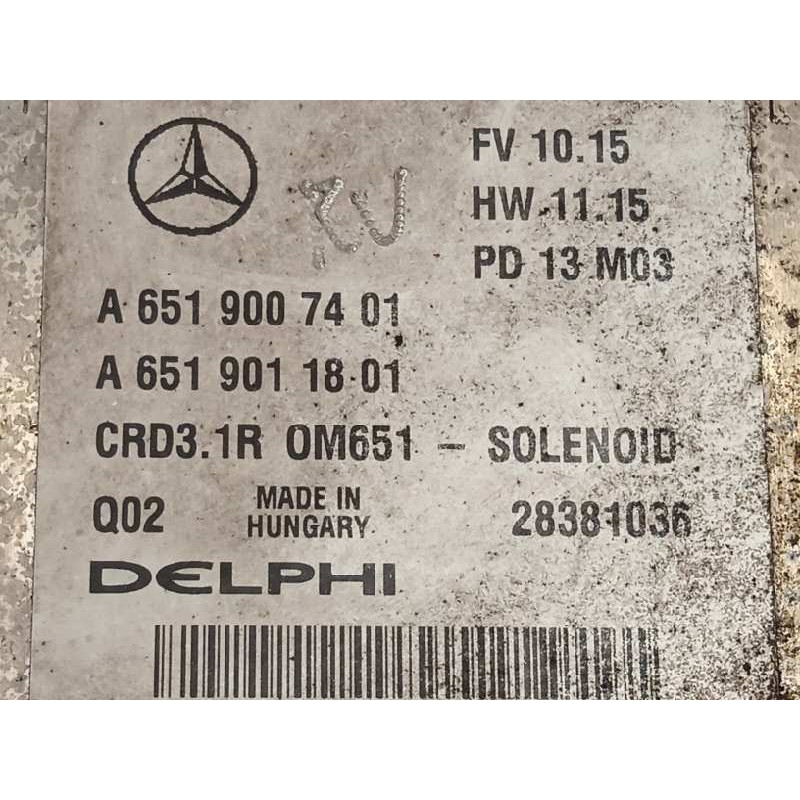 FV 10.15
HW 11.15
PD 13 M03
A 651 900 74 01
A 651 901 18 01
CRD3.1R OM651 - SOLENOID
Q02 MADE IN HUNGARY 28381036
DELPHI